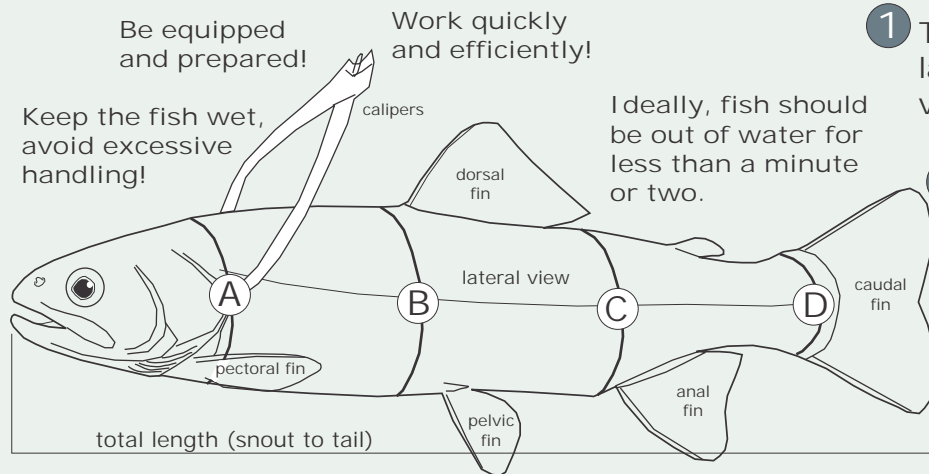 Be equipped
and prepared!
Work quickly
and efficiently!
1
Keep the fish wet,
avoid excessive
handling!
calipers
Ideally, fish should
be out of water for
less than a minute
or two.
dorsal
fin
lateral view
A
B
C
D
caudal
fin
pectoral fin
pelvic
fin
anal
fin
total length (snout to tail)